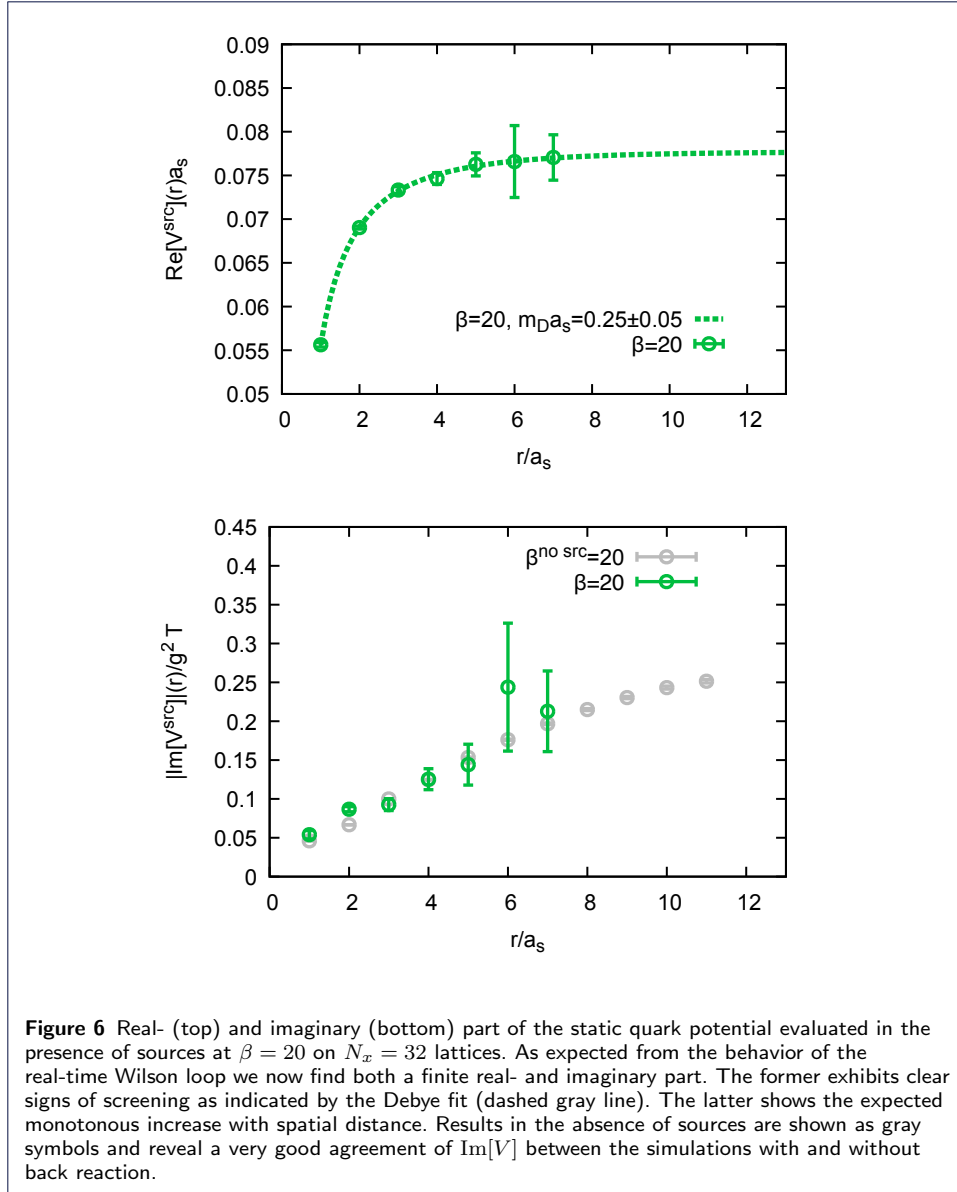 0.09
0.085
0.08
0.075
0.07
0.065
0.06
0.055
0.05
Re[V^src](r)a_s
β=20, m_Da_s=0.25±0.05
β=20
0 2 4 6 8 10 12
r/a_s
0.45
0.4
0.35
0.3
0.25
0.2
0.15
0.1
0.05
0
|Im[V^src]|(r)/g² T
β^no src=20
β=20
0 2 4 6 8 10 12
r/a_s
Figure 6 Real- (top) and imaginary (bottom) part of the static quark potential evaluated in the
presence of sources at β = 20 on N_x = 32 lattices. As expected from the behavior of the
real-time Wilson loop we now find both a finite real- and imaginary part. The former exhibits clear
signs of screening as indicated by the Debye fit (dashed gray line). The latter shows the expected
monotonous increase with spatial distance. Results in the absence of sources are shown as gray
symbols and reveal a very good agreement of Im[V] between the simulations with and without
back reaction.